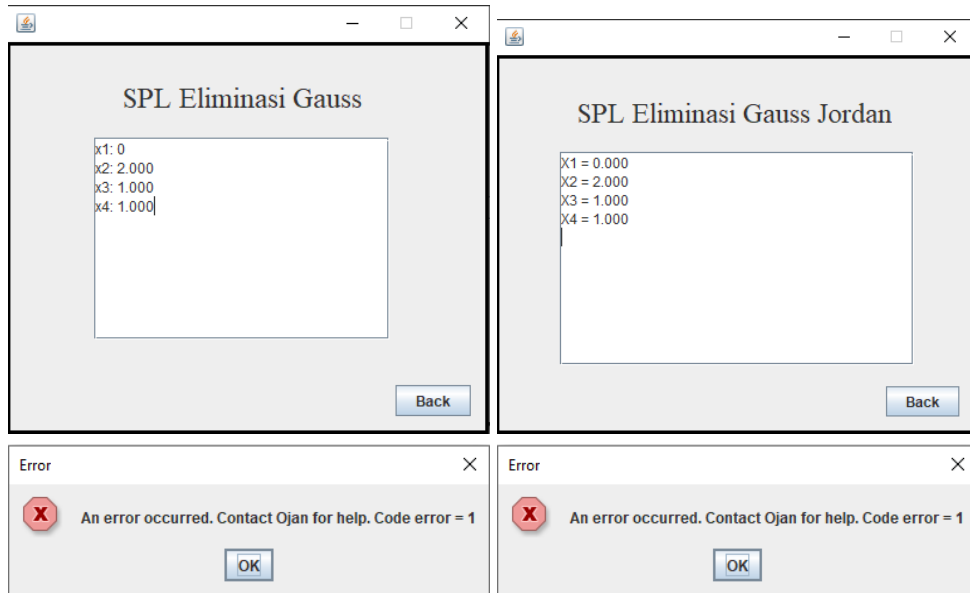 SPL Eliminasi Gauss
x1: 0
x2: 2.000
x3: 1.000
x4: 1.000
Back
SPL Eliminasi Gauss Jordan
X1 = 0.000
X2 = 2.000
X3 = 1.000
X4 = 1.000
Back
Error
An error occurred. Contact Ojan for help. Code error = 1
OK
Error
An error occurred. Contact Ojan for help. Code error = 1
OK